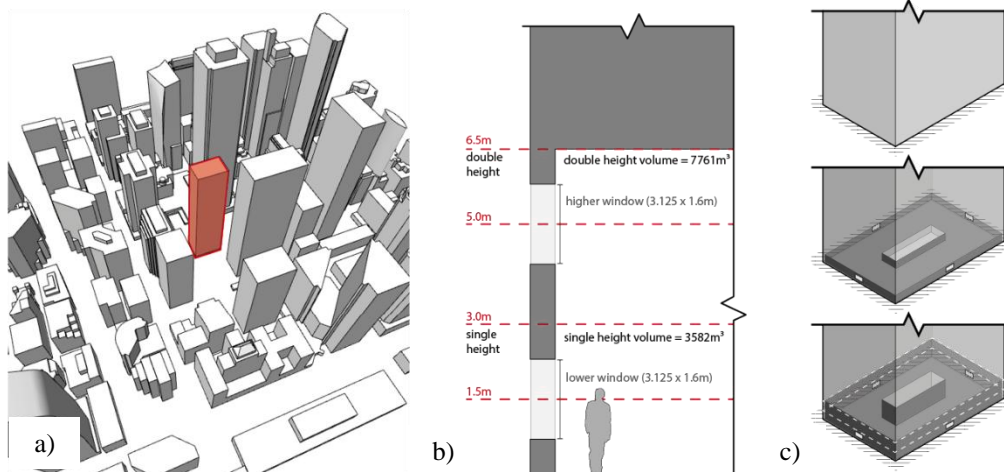 6.5m
double
height
double height volume = 7761m³
higher window (3.125 x 1.6m)
5.0m
3.0m
single
height
single height volume = 3582m³
lower window (3.125 x 1.6m)
1.5m
a)
b)
c)